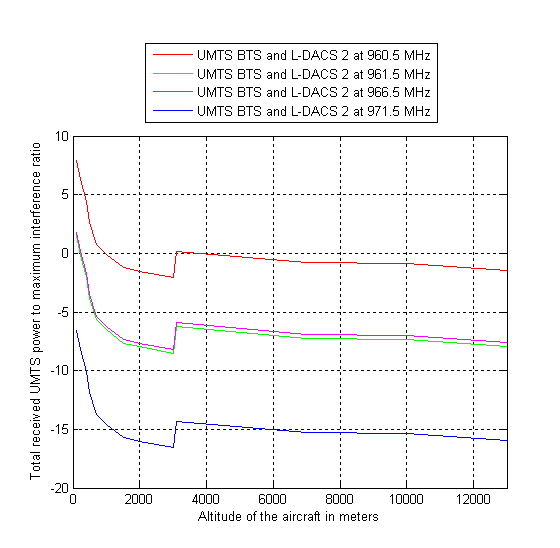 UMTS BTS and L-DACS 2 at 960.5 MHz
UMTS BTS and L-DACS 2 at 961.5 MHz
UMTS BTS and L-DACS 2 at 966.5 MHz
UMTS BTS and L-DACS 2 at 971.5 MHz
Total received UMTS power to maximum interference ratio
10
5
0
-5
-10
-15
-20
0 2000 4000 6000 8000 10000 12000
Altitude of the aircraft in meters